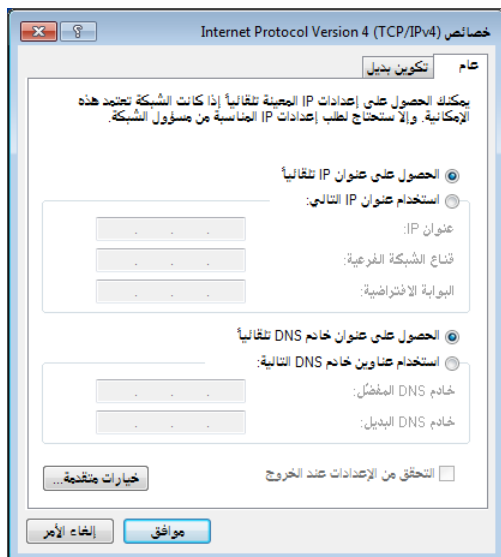 خصائص Internet Protocol Version 4 (TCP/IPv4)
عام
تكوين بديل
يمكنك الحصول على إعدادات IP المعينة تلقائياً إذا كانت الشبكة تعتمد هذه
الإمكانية. وإلا ستحتاج لطلب إعدادات IP المناسبة من مسؤول الشبكة.
الحصول على عنوان IP تلقائياً
استخدام عنوان IP التالي:
عنوان IP:
قناع الشبكة الفرعية:
البوابة الافتراضية:
الحصول على عنوان خادم DNS تلقائياً
استخدام عناوين خادم DNS التالية:
خادم DNS المفضّل:
خادم DNS البديل:
التحقق من الإعدادات عند الخروج
خيارات متقدمة...
موافق
إلغاء الأمر